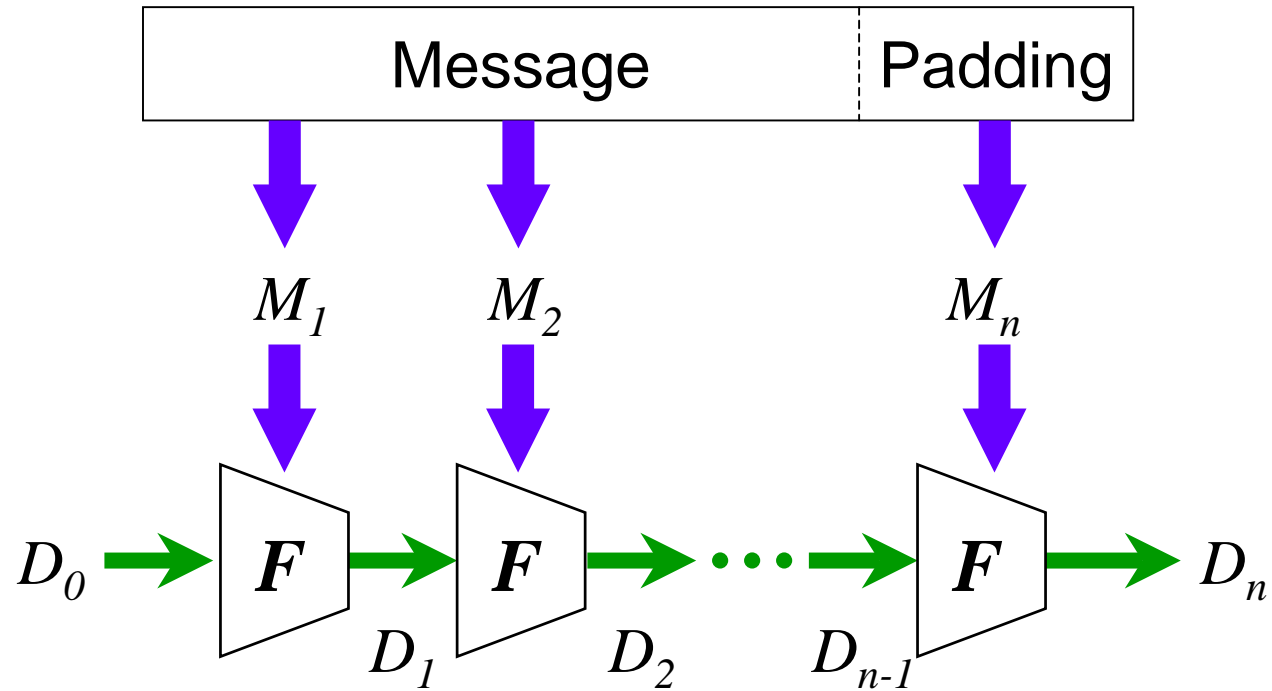 Message Padding
M₁ M₂ Mₙ
D₀ F F F Dₙ
D₁ D₂ Dₙ₋₁